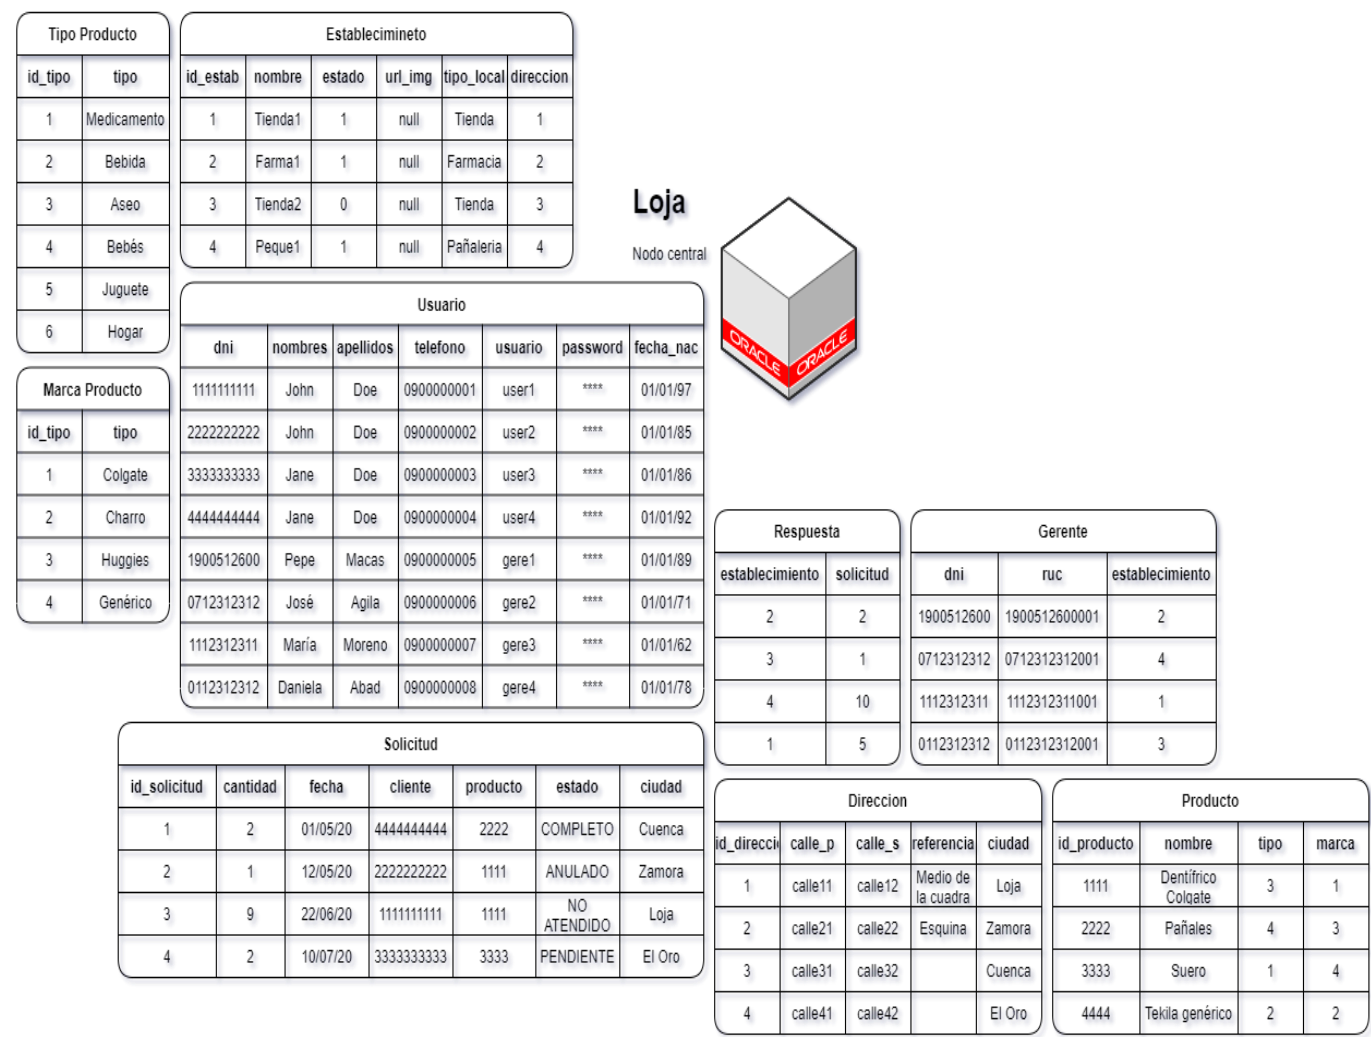 Tipo Producto
id_tipo tipo
1 Medicamento
2 Bebida
3 Aseo
4 Bebés
5 Juguete
6 Hogar
Establecimineto
id_estab nombre estado url_img tipo_local direccion
1 Tienda1 1 null Tienda 1
2 Farma1 1 null Farmacia 2
3 Tienda2 0 null Tienda 3
4 Peque1 1 null Pañaleria 4
Loja
Nodo central
ORACLE ORACLE
Marca Producto
id_tipo tipo
1 Colgate
2 Charro
3 Huggies
4 Genérico
Usuario
dni nombres apellidos telefono usuario password fecha_nac
1111111111 John Doe 0900000001 user1 **** 01/01/97
2222222222 John Doe 0900000002 user2 **** 01/01/85
3333333333 Jane Doe 0900000003 user3 **** 01/01/86
4444444444 Jane Doe 0900000004 user4 **** 01/01/92
1900512600 Pepe Macas 0900000005 gere1 **** 01/01/89
0712312312 José Agila 0900000006 gere2 **** 01/01/71
1112312311 María Moreno 0900000007 gere3 **** 01/01/62
0112312312 Daniela Abad 0900000008 gere4 **** 01/01/78
Respuesta
establecimiento solicitud
2 2
3 1
4 10
1 5
Gerente
dni ruc establecimiento
1900512600 1900512600001 2
0712312312 0712312312001 4
1112312311 1112312311001 1
0112312312 0112312312001 3
Solicitud
id_solicitud cantidad fecha cliente producto estado ciudad
1 2 01/05/20 4444444444 2222 COMPLETO Cuenca
2 1 12/05/20 2222222222 1111 ANULADO Zamora
3 9 22/06/20 1111111111 1111 NO ATENDIDO Loja
4 2 10/07/20 3333333333 3333 PENDIENTE El Oro
Direccion
id_direcci calle_p calle_s referencia ciudad
1 calle11 calle12 Medio de la cuadra Loja
2 calle21 calle22 Esquina Zamora
3 calle31 calle32 Cuenca
4 calle41 calle42 El Oro
Producto
id_producto nombre tipo marca
1111 Dentífrico Colgate 3 1
2222 Pañales 4 3
3333 Suero 1 4
4444 Tekila genérico 2 2